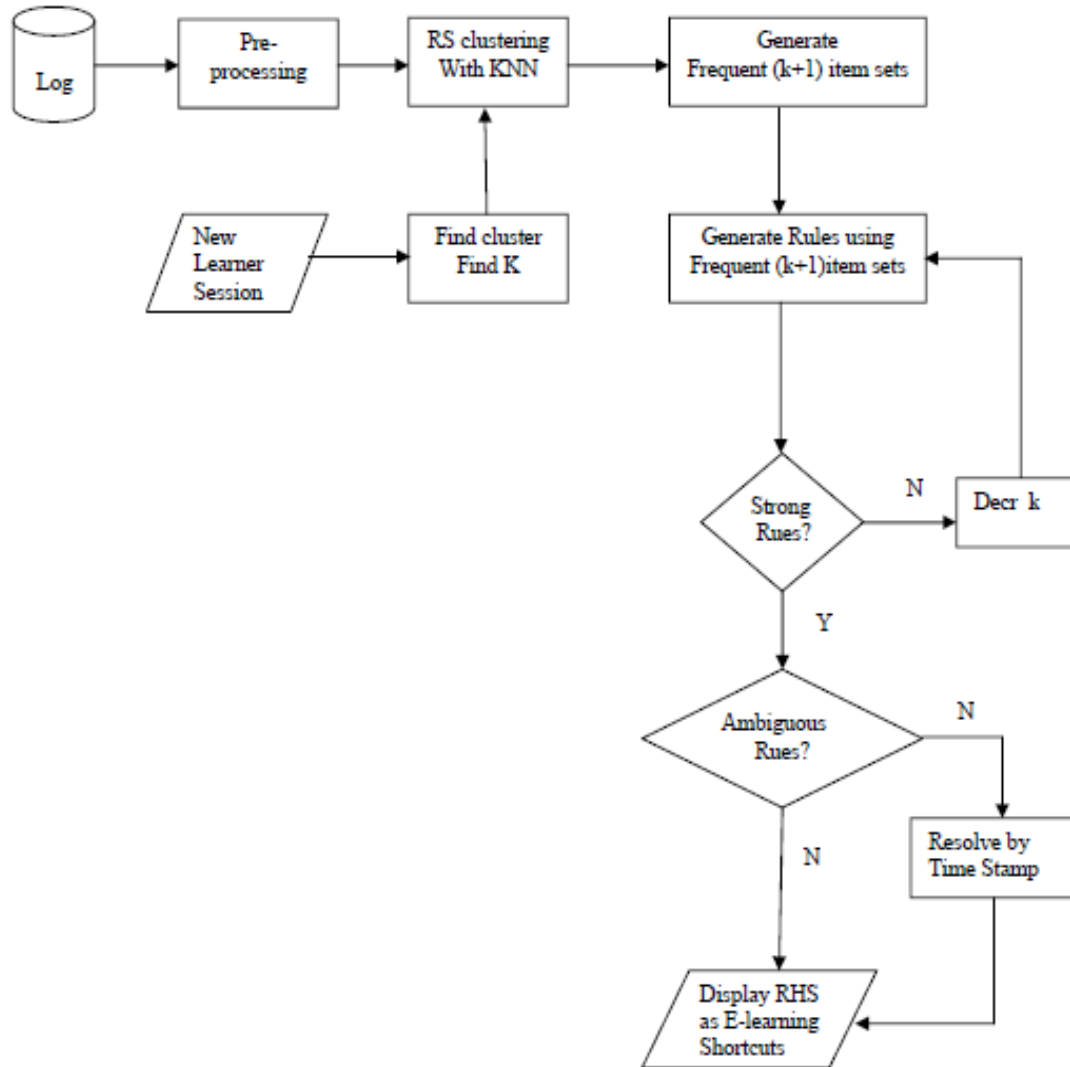 Log
Pre-
processing
RS clustering
With KNN
Generate
Frequent (k+1) item sets
New
Learner
Session
Find cluster
Find K
Generate Rules using
Frequent (k+1)item sets
Strong
Rues?
N
Decr k
Y
Ambiguous
Rues?
N
N
Resolve by
Time Stamp
Display RHS
as E-learning
Shortcuts